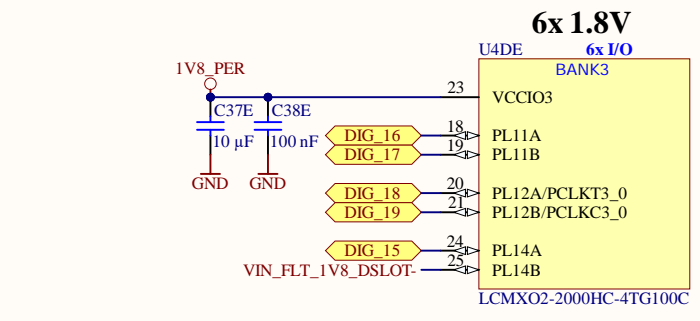 6x 1.8V
U4DE
6x I/O
BANK3
1V8_PER
23
VCCIO3
C37E
C38E
10 µF
100 nF
GND
GND
DIG_16
18
PL11A
DIG_17
19
PL11B
DIG_18
20
PL12A/PCLKT3_0
DIG_19
21
PL12B/PCLKC3_0
DIG_15
24
PL14A
VIN_FLT_1V8_DSLOT-
25
PL14B
LCMXO2-2000HC-4TG100C